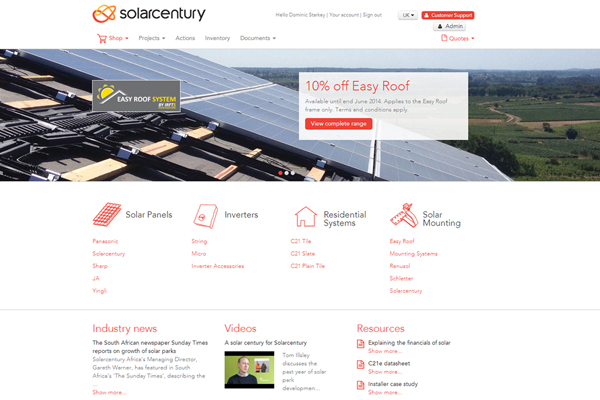 solarcentury
Hello Dominic Starkey | Your account | Sign out
UK
Customer Support
Admin
Shop
Projects
Actions
Inventory
Documents
Quotes
EASY ROOF SYSTEM
BY IRFTS
10% off Easy Roof
Available until end June 2014. Applies to the Easy Roof
frame only. Terms and conditions apply.
View complete range
Solar Panels
Panasonic
Solarcentury
Sharp
JA
Yingli
Inverters
String
Micro
Inverter Accessories
Residential
Systems
C21 Tile
C21 Slate
C21 Plain Tile
Solar
Mounting
Easy Roof
Mounting Systems
Renusol
Schletter
Solarcentury
Industry news
The South African newspaper Sunday Times
reports on growth of solar parks
Solarcentury Africa's Managing Director,
Gareth Warner, has featured in South
Africa's 'The Sunday Times', describing the
...
Show more...
Videos
A solar century for Solarcentury
Tom Illsley
discusses the
past year of solar
park
developmen...
Show more...
Resources
Explaining the financials of solar
Show more...
C21e datasheet
Show more...
Installer case study
Show more...